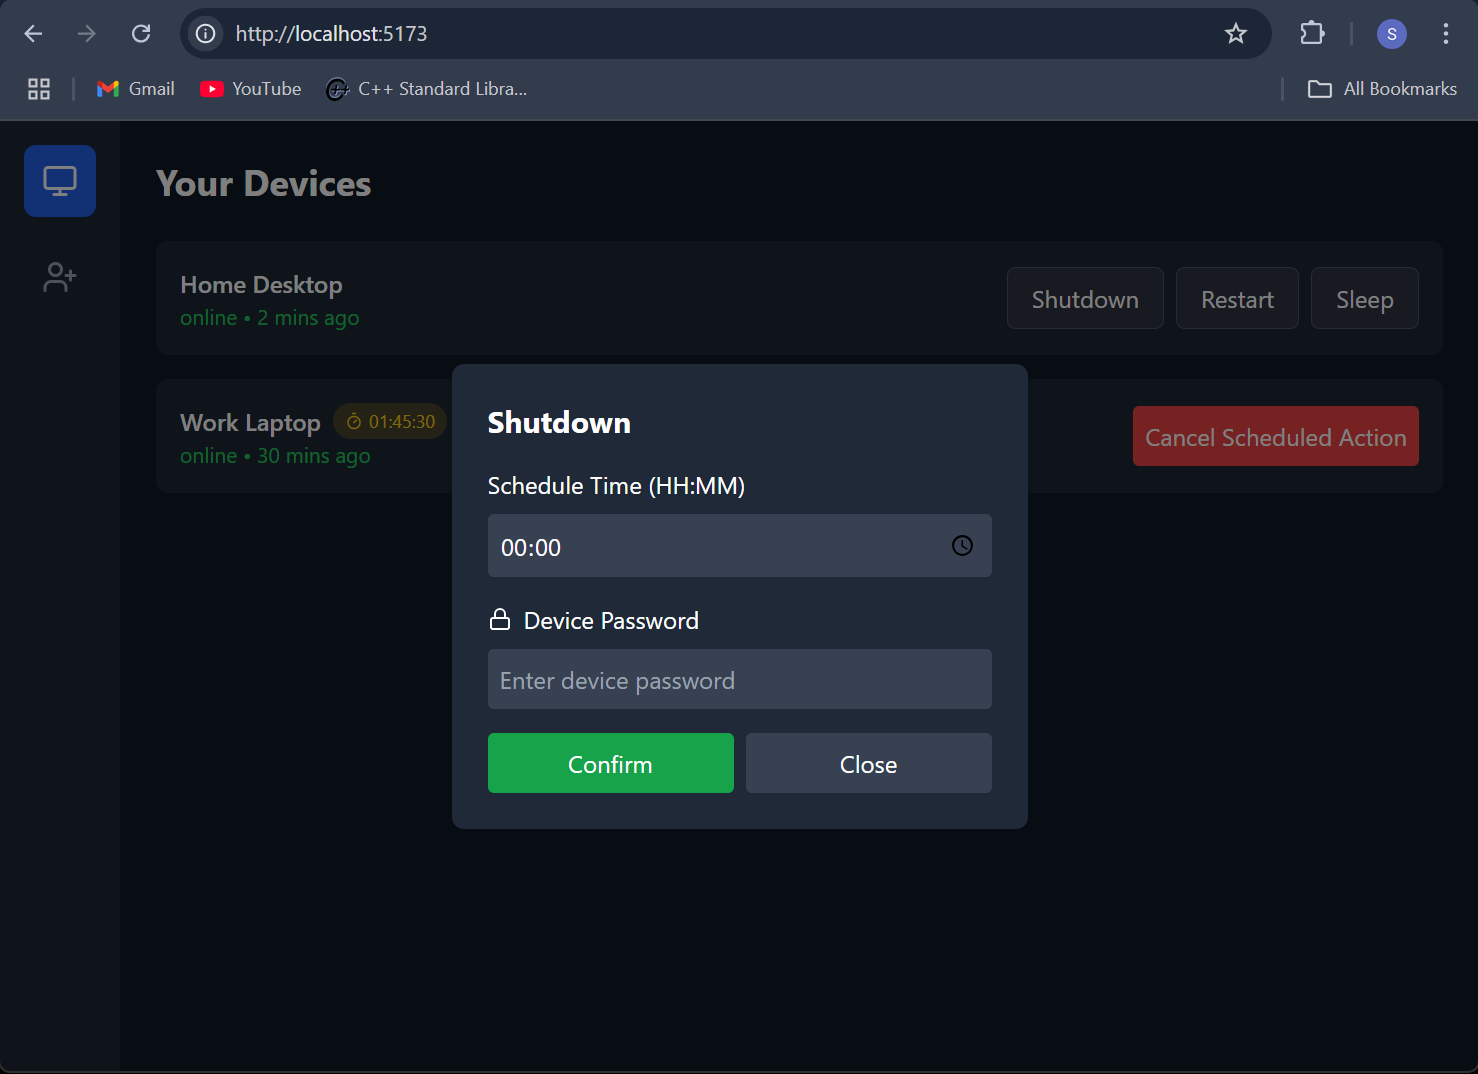 http://localhost:5173
S
Gmail
YouTube
C++ Standard Libra...
All Bookmarks
Your Devices
Home Desktop
online • 2 mins ago
Shutdown
Restart
Sleep
Work Laptop
01:45:30
online • 30 mins ago
Cancel Scheduled Action
Shutdown
Schedule Time (HH:MM)
00:00
Device Password
Enter device password
Confirm
Close